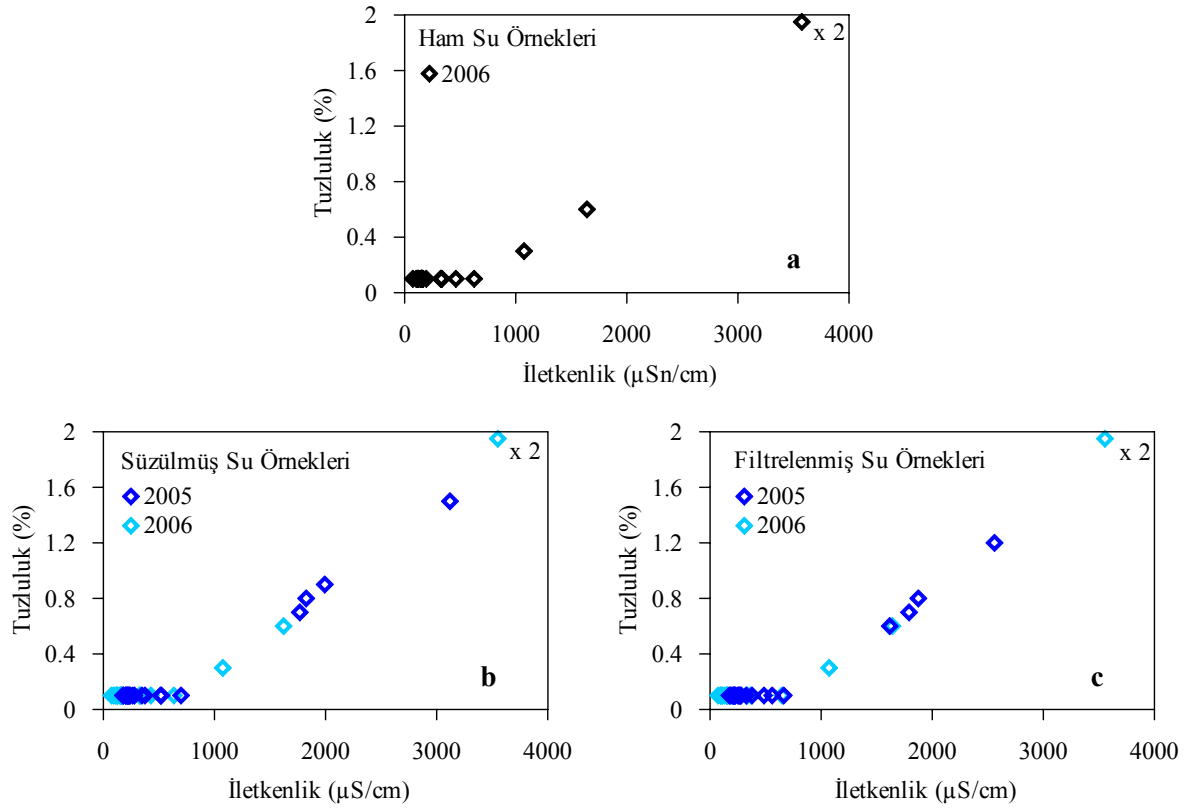 Ham Su Örnekleri
2006
x 2
Tuzluluk (%)
2
1.6
1.2
0.8
0.4
0
a
0 1000 2000 3000 4000
İletkenlik (µSn/cm)
Süzülmüş Su Örnekleri
2005
2006
x 2
Tuzluluk (%)
2
1.6
1.2
0.8
0.4
0
b
0 1000 2000 3000 4000
İletkenlik (µS/cm)
Filtrelenmiş Su Örnekleri
2005
2006
x 2
Tuzluluk (%)
2
1.6
1.2
0.8
0.4
0
c
0 1000 2000 3000 4000
İletkenlik (µS/cm)